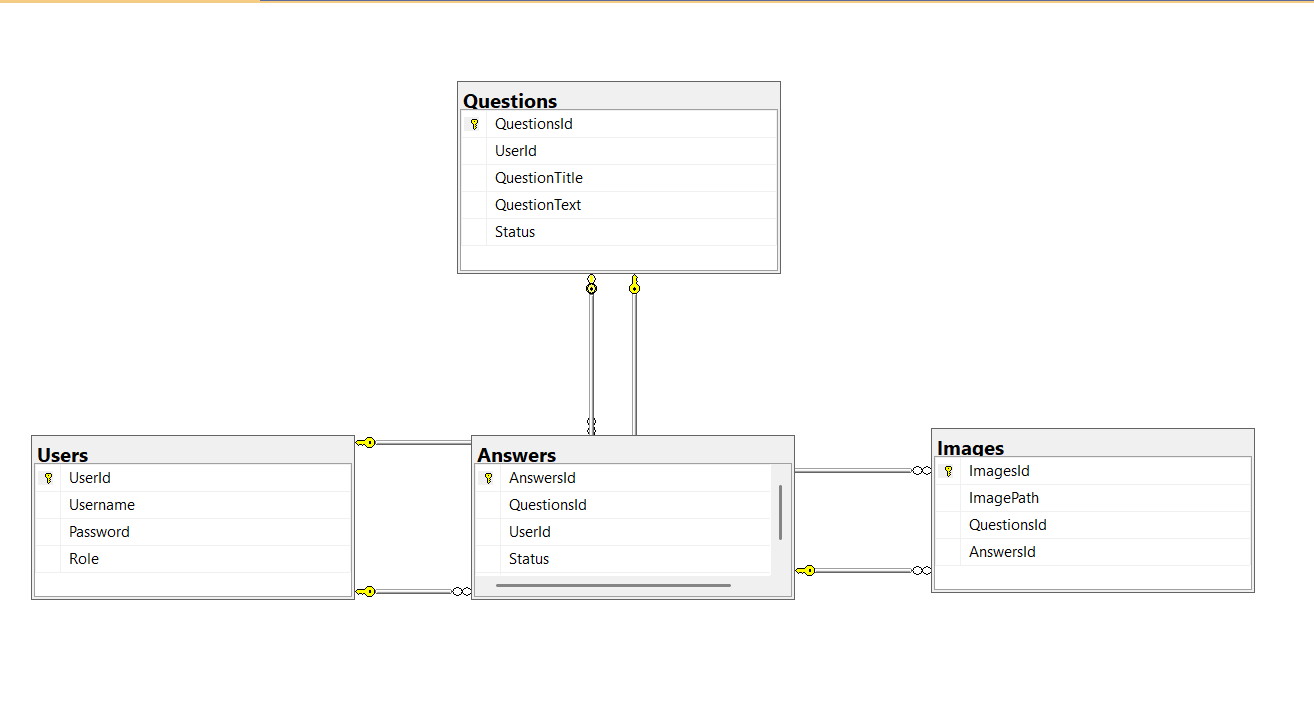 Questions
QuestionsId
UserId
QuestionTitle
QuestionText
Status
Users
UserId
Username
Password
Role
Answers
AnswersId
QuestionsId
UserId
Status
Images
ImagesId
ImagePath
QuestionsId
AnswersId